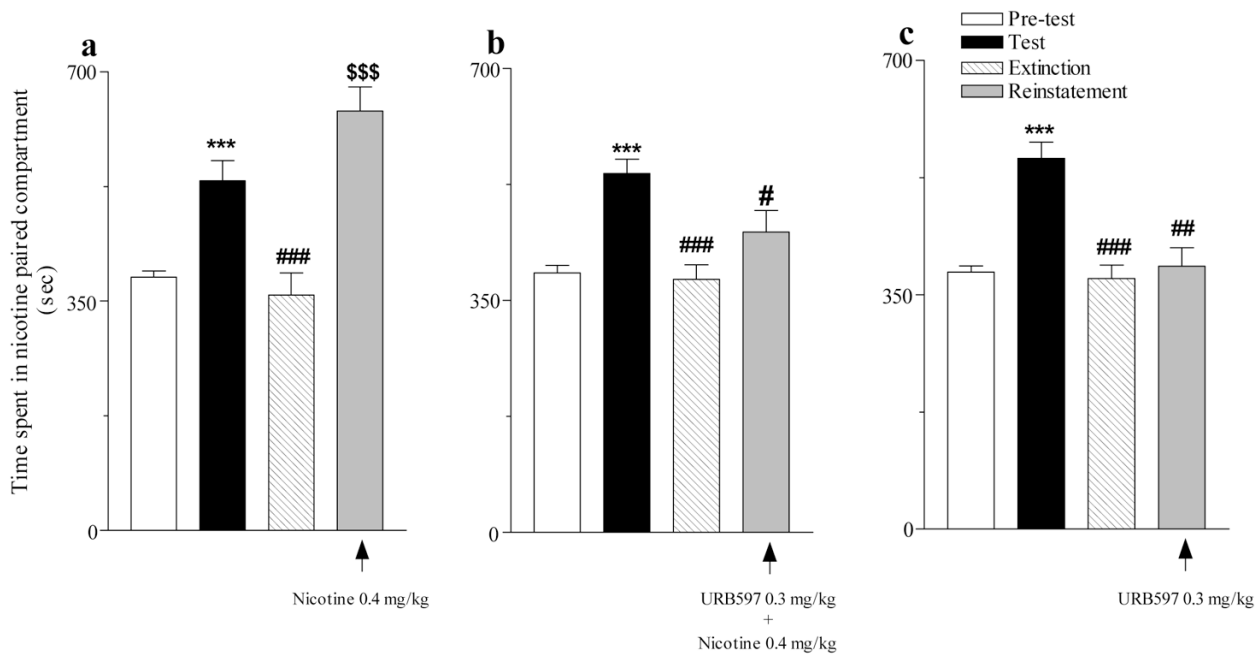 Time spent in nicotine paired compartment
(sec)
a
700
350
0
***
###
$$$
Nicotine 0.4 mg/kg
b
700
350
0
***
###
#
URB597 0.3 mg/kg
+
Nicotine 0.4 mg/kg
c
Pre-test
Test
Extinction
Reinstatement
700
350
0
***
###
##
URB597 0.3 mg/kg